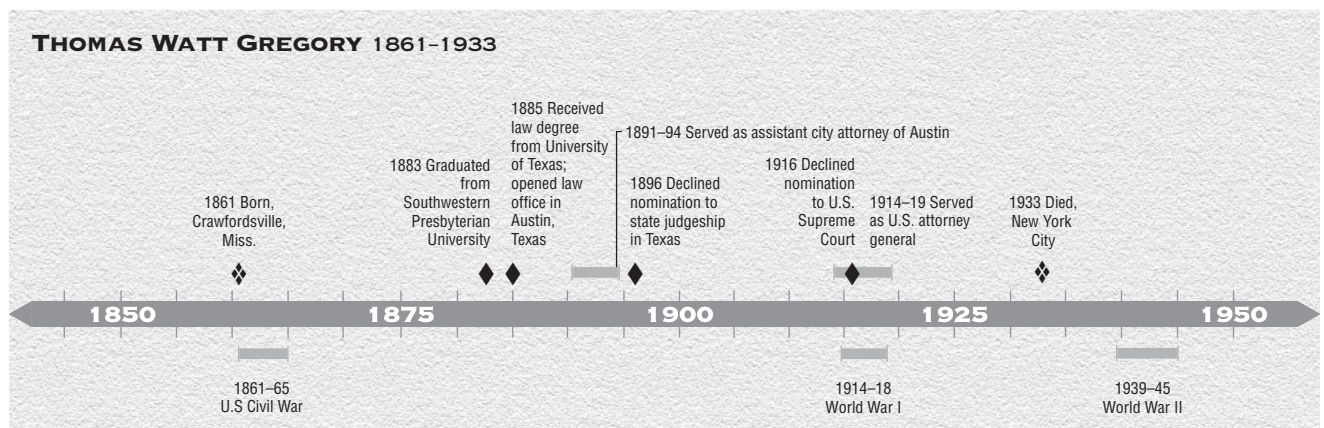 THOMAS WATT GREGORY 1861–1933
1861 Born,
Crawfordsville,
Miss.
1883 Graduated
from
Southwestern
Presbyterian
University
1885 Received
law degree
from University
of Texas;
opened law
office in
Austin,
Texas
1891–94 Served as assistant city attorney of Austin
1896 Declined
nomination to
state judgeship
in Texas
1916 Declined
nomination
to U.S.
Supreme
Court
1914–19 Served
as U.S. attorney
general
1933 Died,
New York
City
1850
1875
1900
1925
1950
1861–65
U.S Civil War
1914–18
World War I
1939–45
World War II